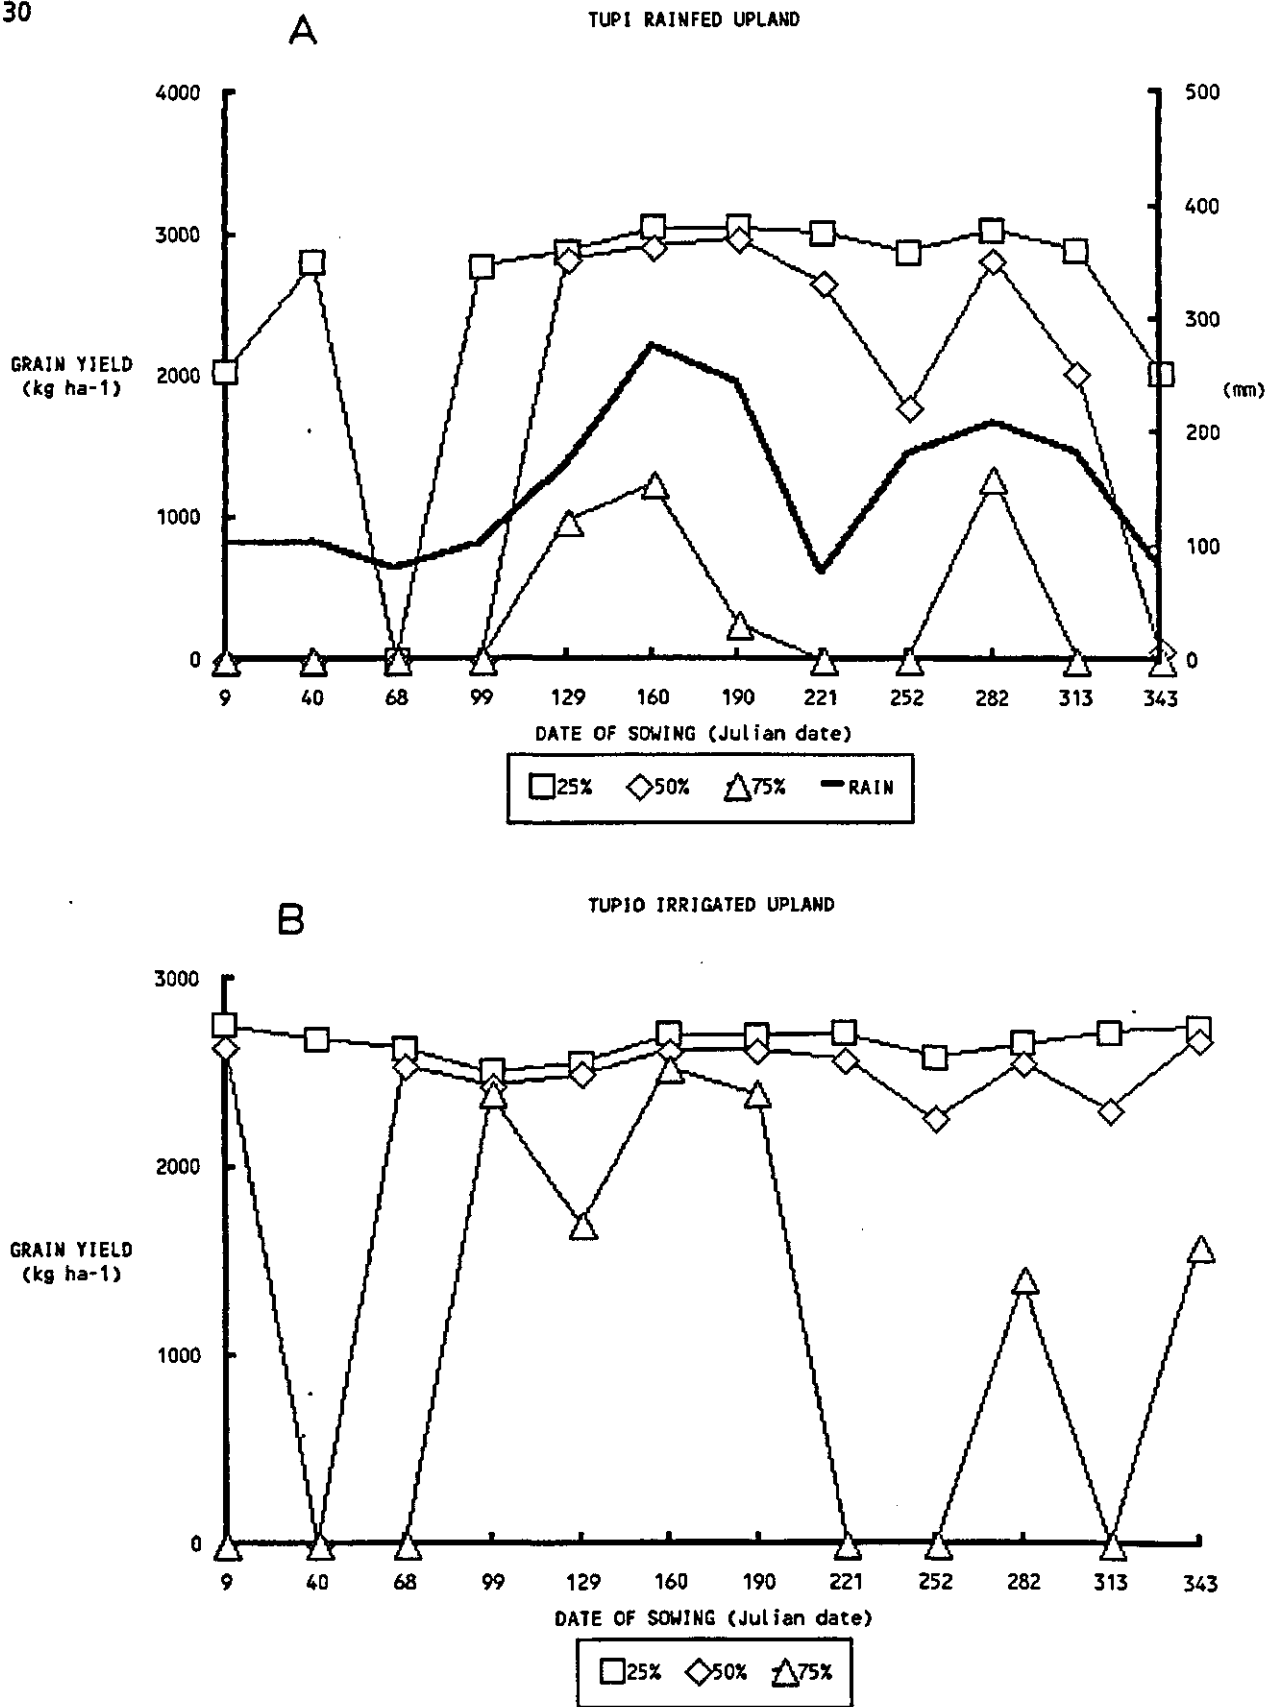 30
A
TUPI RAINFED UPLAND
4000
500
400
3000
300
GRAIN YIELD
(kg ha-1)
2000
(mm)
200
1000
100
0
0
9 40 68 99 129 160 190 221 252 282 313 343
DATE OF SOWING (Julian date)
25% 50% 75% RAIN
B
TUPIO IRRIGATED UPLAND
3000
2000
GRAIN YIELD
(kg ha-1)
1000
0
9 40 68 99 129 160 190 221 252 282 313 343
DATE OF SOWING (Julian date)
25% 50% 75%